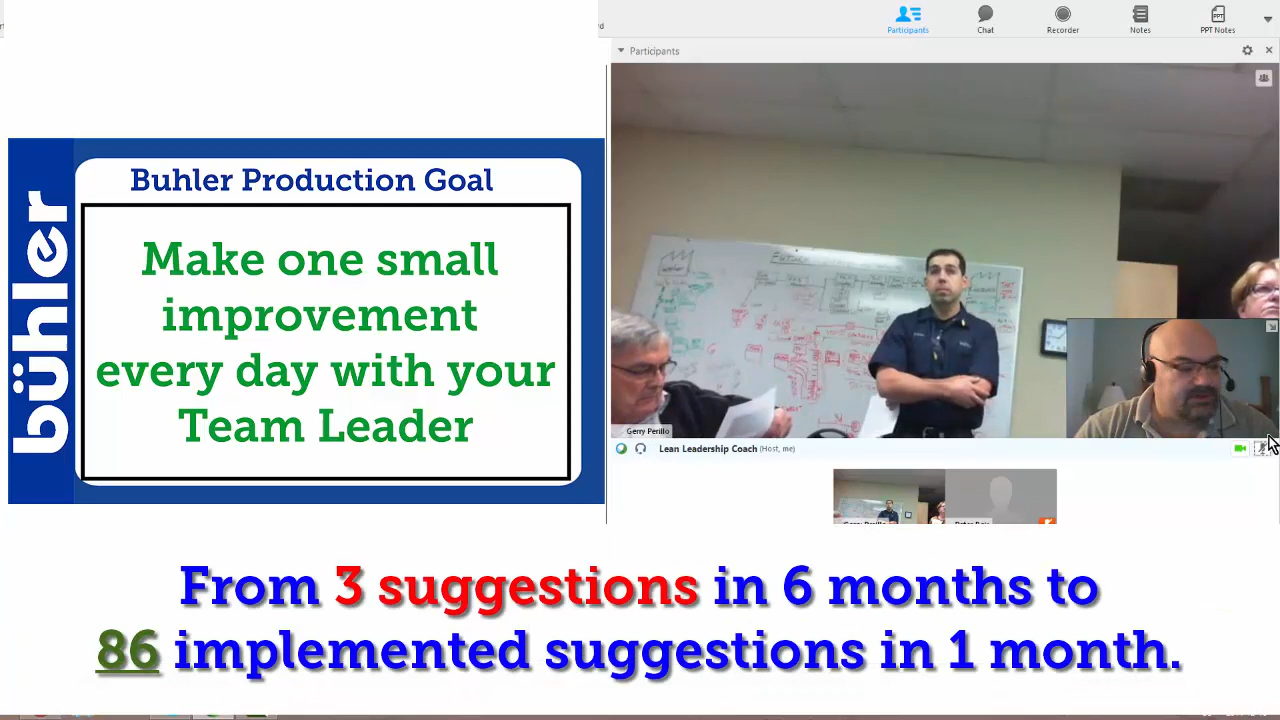 Participants
Chat
Recorder
Notes
PPT Notes
Participants
bühler
Buhler Production Goal
Make one small
improvement
every day with your
Team Leader
Gerry Perillo
Lean Leadership Coach (Host, me)
From 3 suggestions in 6 months to
86 implemented suggestions in 1 month.